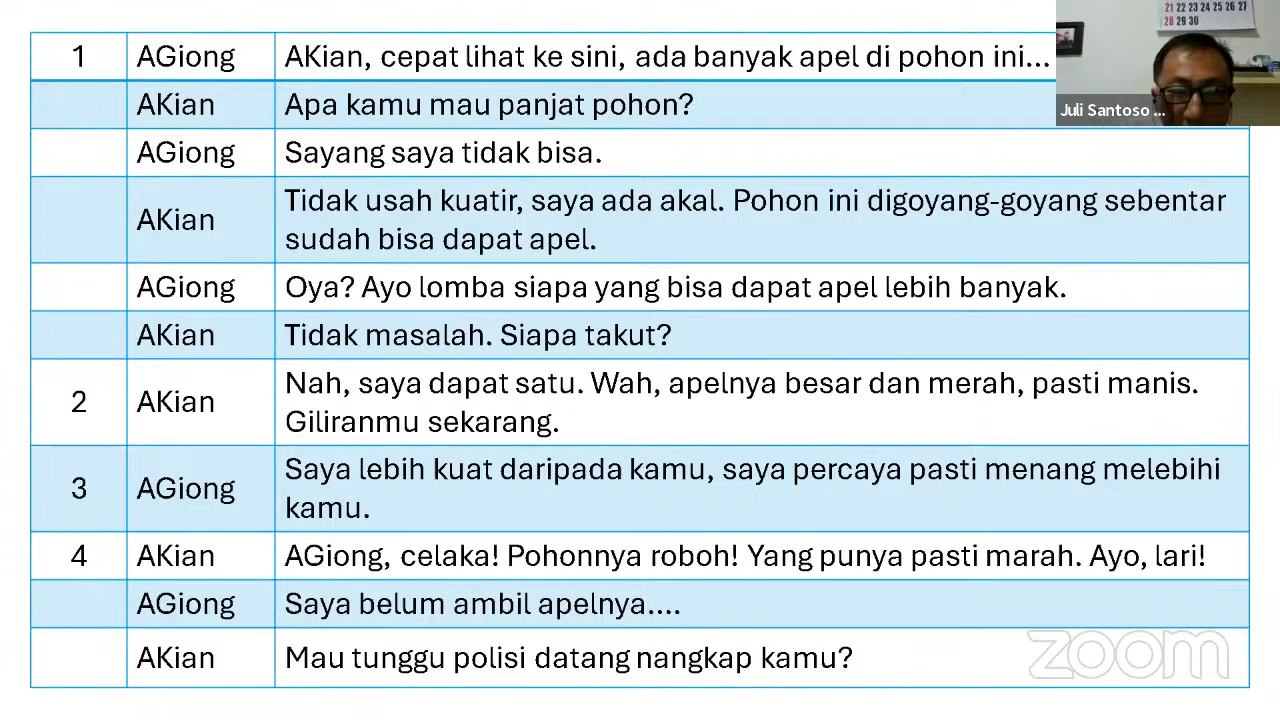 21 22 23 24 25 26 27
28 29 30
Juli Santoso ...
1 AGiong AKian, cepat lihat ke sini, ada banyak apel di pohon ini...
AKian Apa kamu mau panjat pohon?
AGiong Sayang saya tidak bisa.
AKian Tidak usah kuatir, saya ada akal. Pohon ini digoyang-goyang sebentar
sudah bisa dapat apel.
AGiong Oya? Ayo lomba siapa yang bisa dapat apel lebih banyak.
AKian Tidak masalah. Siapa takut?
2 AKian Nah, saya dapat satu. Wah, apelnya besar dan merah, pasti manis.
Giliranmu sekarang.
3 AGiong Saya lebih kuat daripada kamu, saya percaya pasti menang melebihi
kamu.
4 AKian AGiong, celaka! Pohonnya roboh! Yang punya pasti marah. Ayo, lari!
AGiong Saya belum ambil apelnya....
AKian Mau tunggu polisi datang nangkap kamu?
zoom